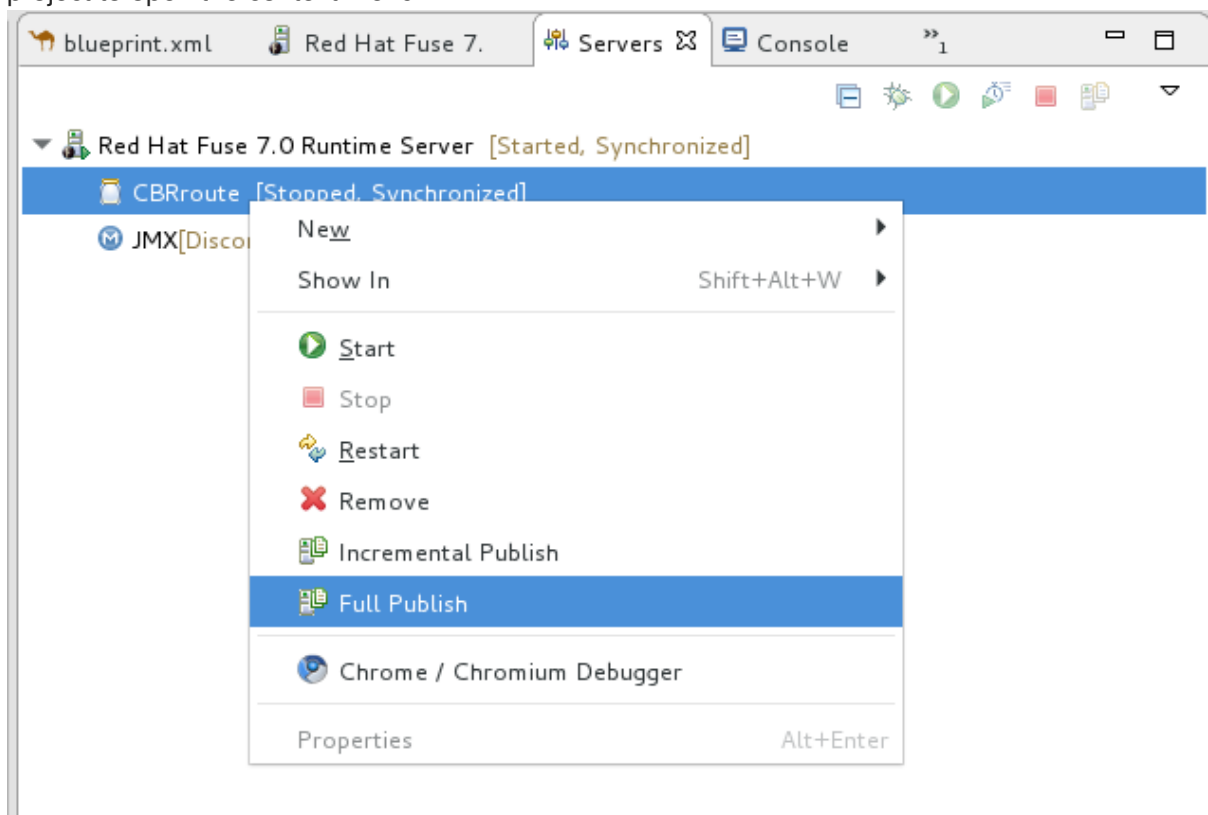 blueprint.xml Red Hat Fuse 7. Servers Console »1
Red Hat Fuse 7.0 Runtime Server [Started, Synchronized]
CBRroute [Stopped, Synchronized]
JMX[Discon
New
Show In Shift+Alt+W
Start
Stop
Restart
Remove
Incremental Publish
Full Publish
Chrome / Chromium Debugger
Properties Alt+Enter